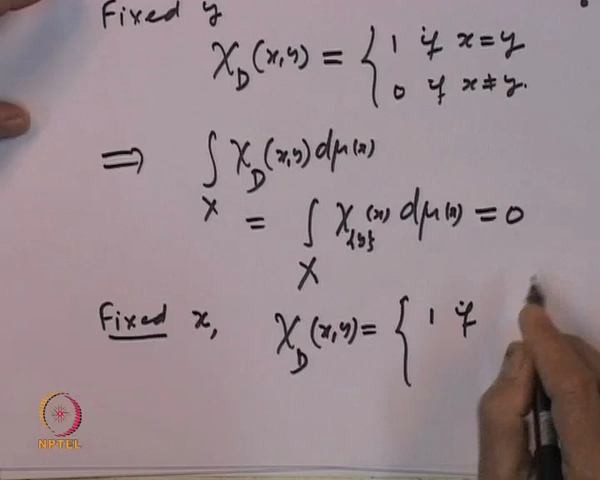 Fixed y
χ_D(x,y) = { 1 if x=y
0 if x≠y.
⇒ ∫_X χ_D(x,y) dμ(x)
= ∫_X χ_{y}(x) dμ(x) = 0
Fixed x, χ_D(x,y) = { 1 if
NPTEL